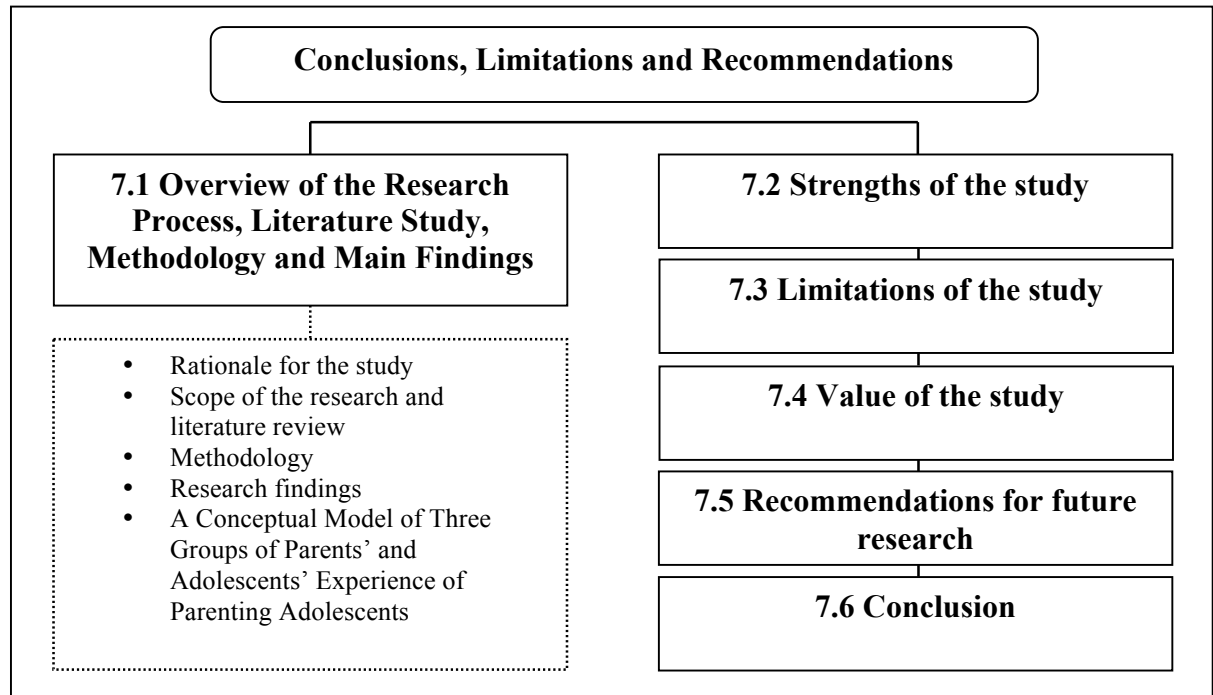 Conclusions, Limitations and Recommendations
7.1 Overview of the Research
Process, Literature Study,
Methodology and Main Findings
• Rationale for the study
• Scope of the research and
literature review
• Methodology
• Research findings
• A Conceptual Model of Three
Groups of Parents’ and
Adolescents’ Experience of
Parenting Adolescents
7.2 Strengths of the study
7.3 Limitations of the study
7.4 Value of the study
7.5 Recommendations for future
research
7.6 Conclusion